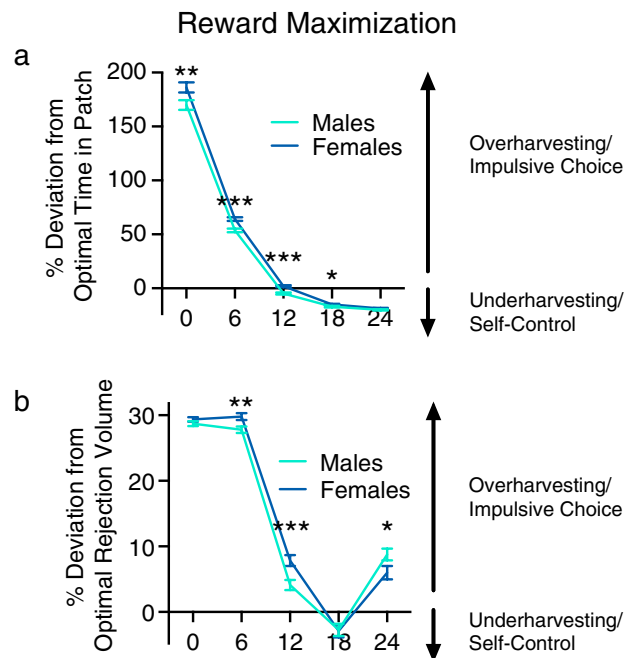 Reward Maximization
a
% Deviation from
Optimal Time in Patch
200
150
100
50
0
**
***
***
*
Males
Females
0 6 12 18 24
Overharvesting/
Impulsive Choice
Underharvesting/
Self-Control
b
% Deviation from
Optimal Rejection Volume
30
20
10
0
**
***
*
Males
Females
0 6 12 18 24
Overharvesting/
Impulsive Choice
Underharvesting/
Self-Control